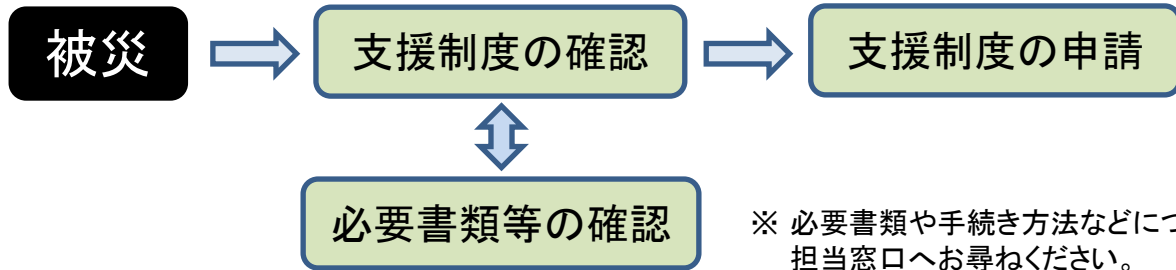 被災
支援制度の確認
支援制度の申請
必要書類等の確認
※ 必要書類や手続き方法などにつ
担当窓口へお尋ねください。